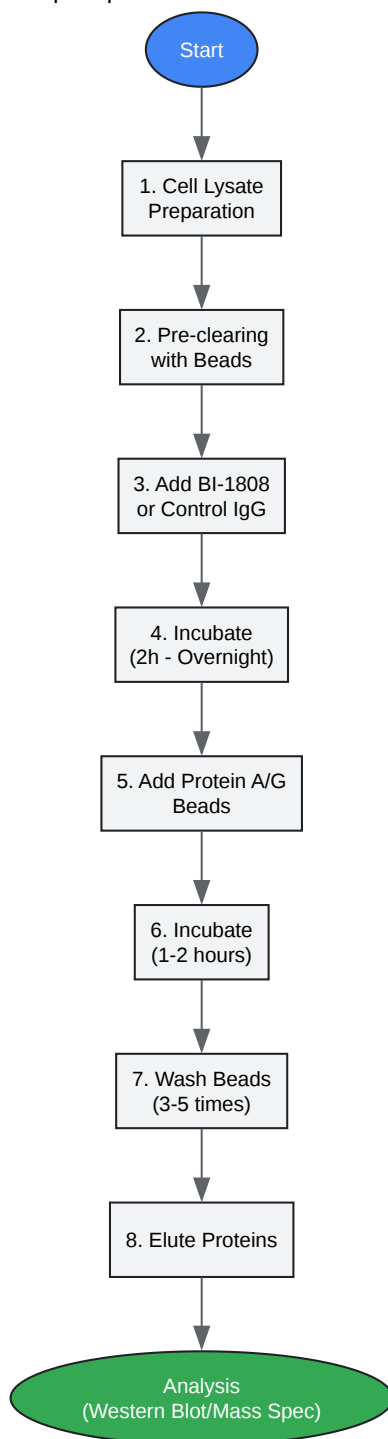 Start
1. Cell Lysate
Preparation
2. Pre-clearing
with Beads
3. Add BI-1808
or Control IgG
4. Incubate
(2h - Overnight)
5. Add Protein A/G
Beads
6. Incubate
(1-2 hours)
7. Wash Beads
(3-5 times)
8. Elute Proteins
Analysis
(Western Blot/Mass Spec)